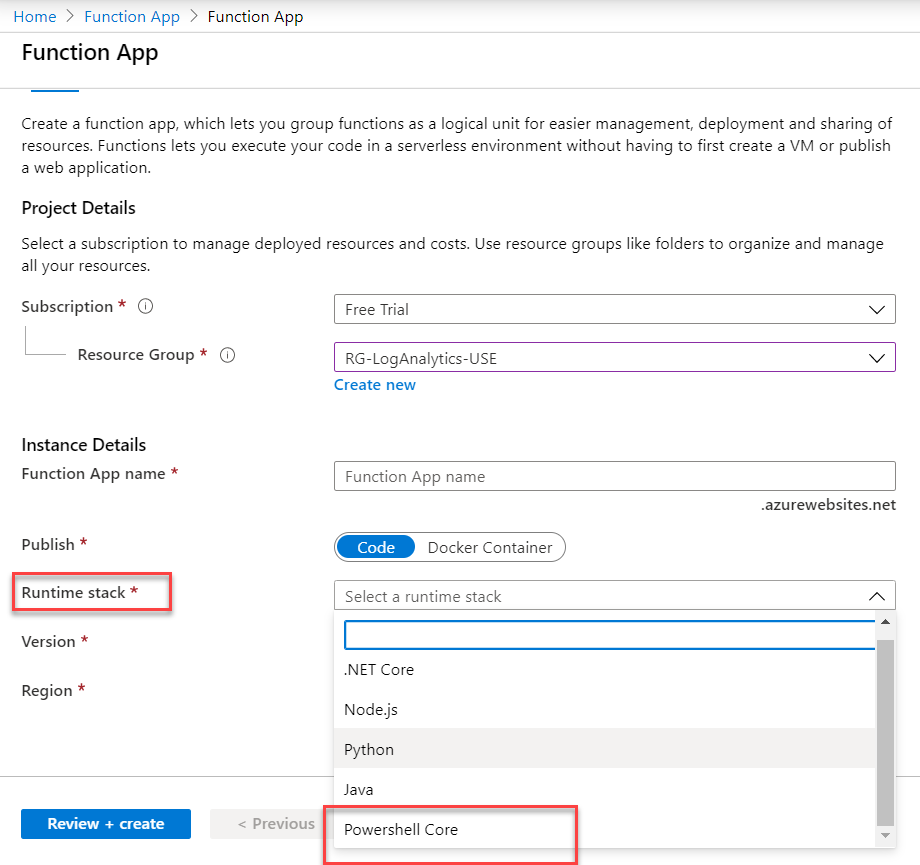 Home > Function App > Function App
Function App
Create a function app, which lets you group functions as a logical unit for easier management, deployment and sharing of
resources. Functions lets you execute your code in a serverless environment without having to first create a VM or publish
a web application.
Project Details
Select a subscription to manage deployed resources and costs. Use resource groups like folders to organize and manage
all your resources.
Subscription *
Free Trial
Resource Group *
RG-LogAnalytics-USE
Create new
Instance Details
Function App name *
Function App name
.azurewebsites.net
Publish *
Code Docker Container
Runtime stack *
Select a runtime stack
Version *
Region *
.NET Core
Node.js
Python
Java
Powershell Core
Review + create
< Previous